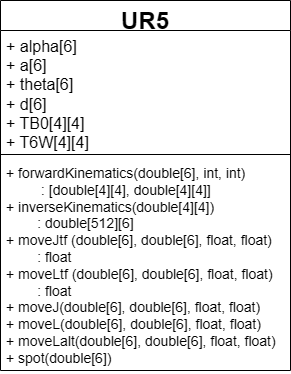 UR5
+ alpha[6]
+ a[6]
+ theta[6]
+ d[6]
+ TB0[4][4]
+ T6W[4][4]
+ forwardKinematics(double[6], int, int)
: [double[4][4], double[4][4]]
+ inverseKinematics(double[4][4])
: double[512][6]
+ moveJtf (double[6], double[6], float, float)
: float
+ moveLtf (double[6], double[6], float, float)
: float
+ moveJ(double[6], double[6], float, float)
+ moveL(double[6], double[6], float, float)
+ moveLalt(double[6], double[6], float, float)
+ spot(double[6])